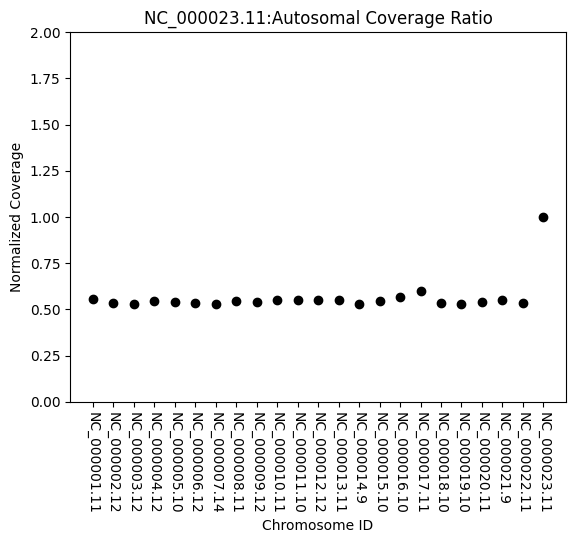 NC_000023.11:Autosomal Coverage Ratio
Normalized Coverage
2.00
1.75
1.50
1.25
1.00
0.75
0.50
0.25
0.00
NC_000001.11
NC_000002.12
NC_000003.12
NC_000004.12
NC_000005.10
NC_000006.12
NC_000007.14
NC_000008.11
NC_000009.12
NC_000010.11
NC_000011.10
NC_000012.12
NC_000013.11
NC_000014.9
NC_000015.10
NC_000016.10
NC_000017.11
NC_000018.10
NC_000019.10
NC_000020.11
NC_000021.9
NC_000022.11
NC_000023.11
Chromosome ID